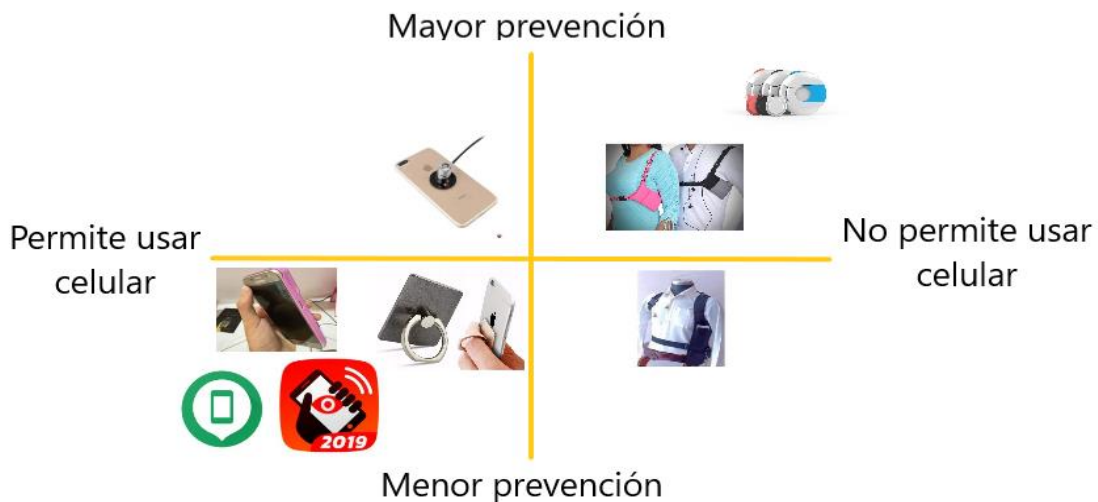 Mayor prevención
Permite usar
celular
No permite usar
celular
2019
Menor prevención